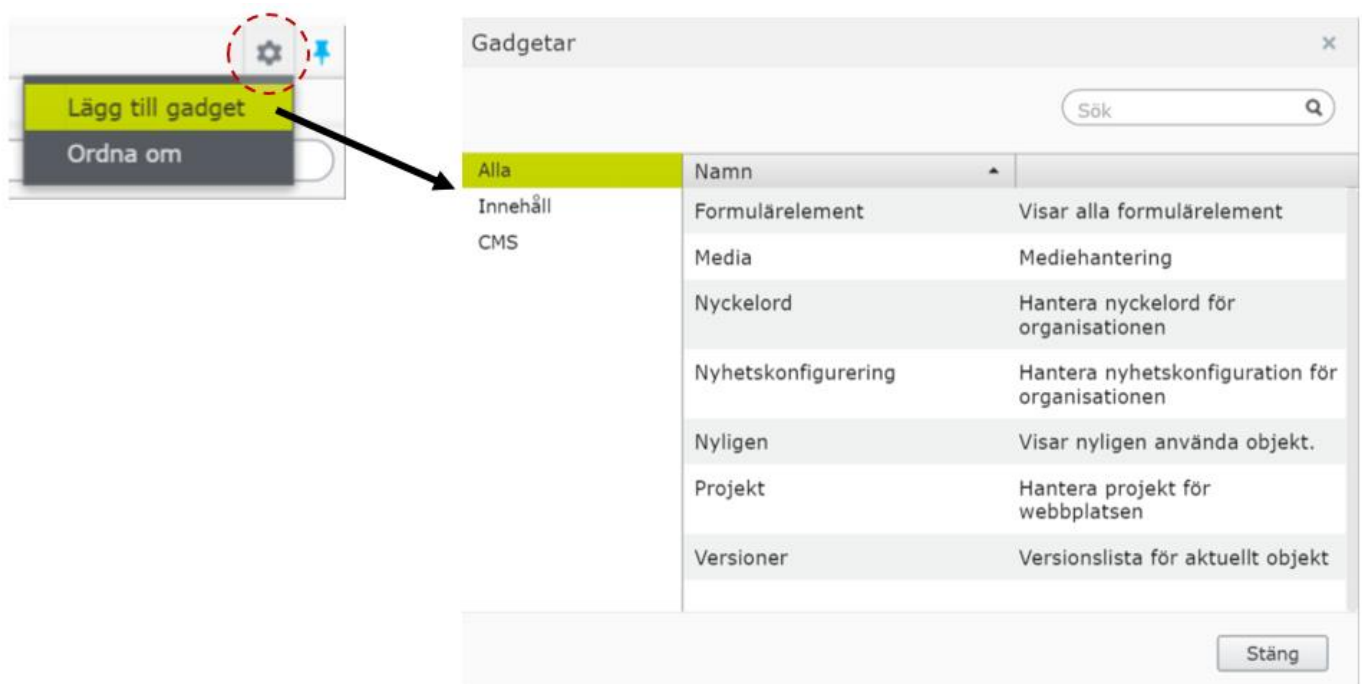 Lägg till gadget
Ordna om
Gadgetar
Sök
Alla
Innehåll
CMS
Namn
Formulärelement Visar alla formulärelement
Media Mediehantering
Nyckelord Hantera nyckelord för
organisationen
Nyhetskonfigurering Hantera nyhetskonfiguration för
organisationen
Nyligen Visar nyligen använda objekt.
Projekt Hantera projekt för
webbplatsen
Versioner Versionslista för aktuellt objekt
Stäng